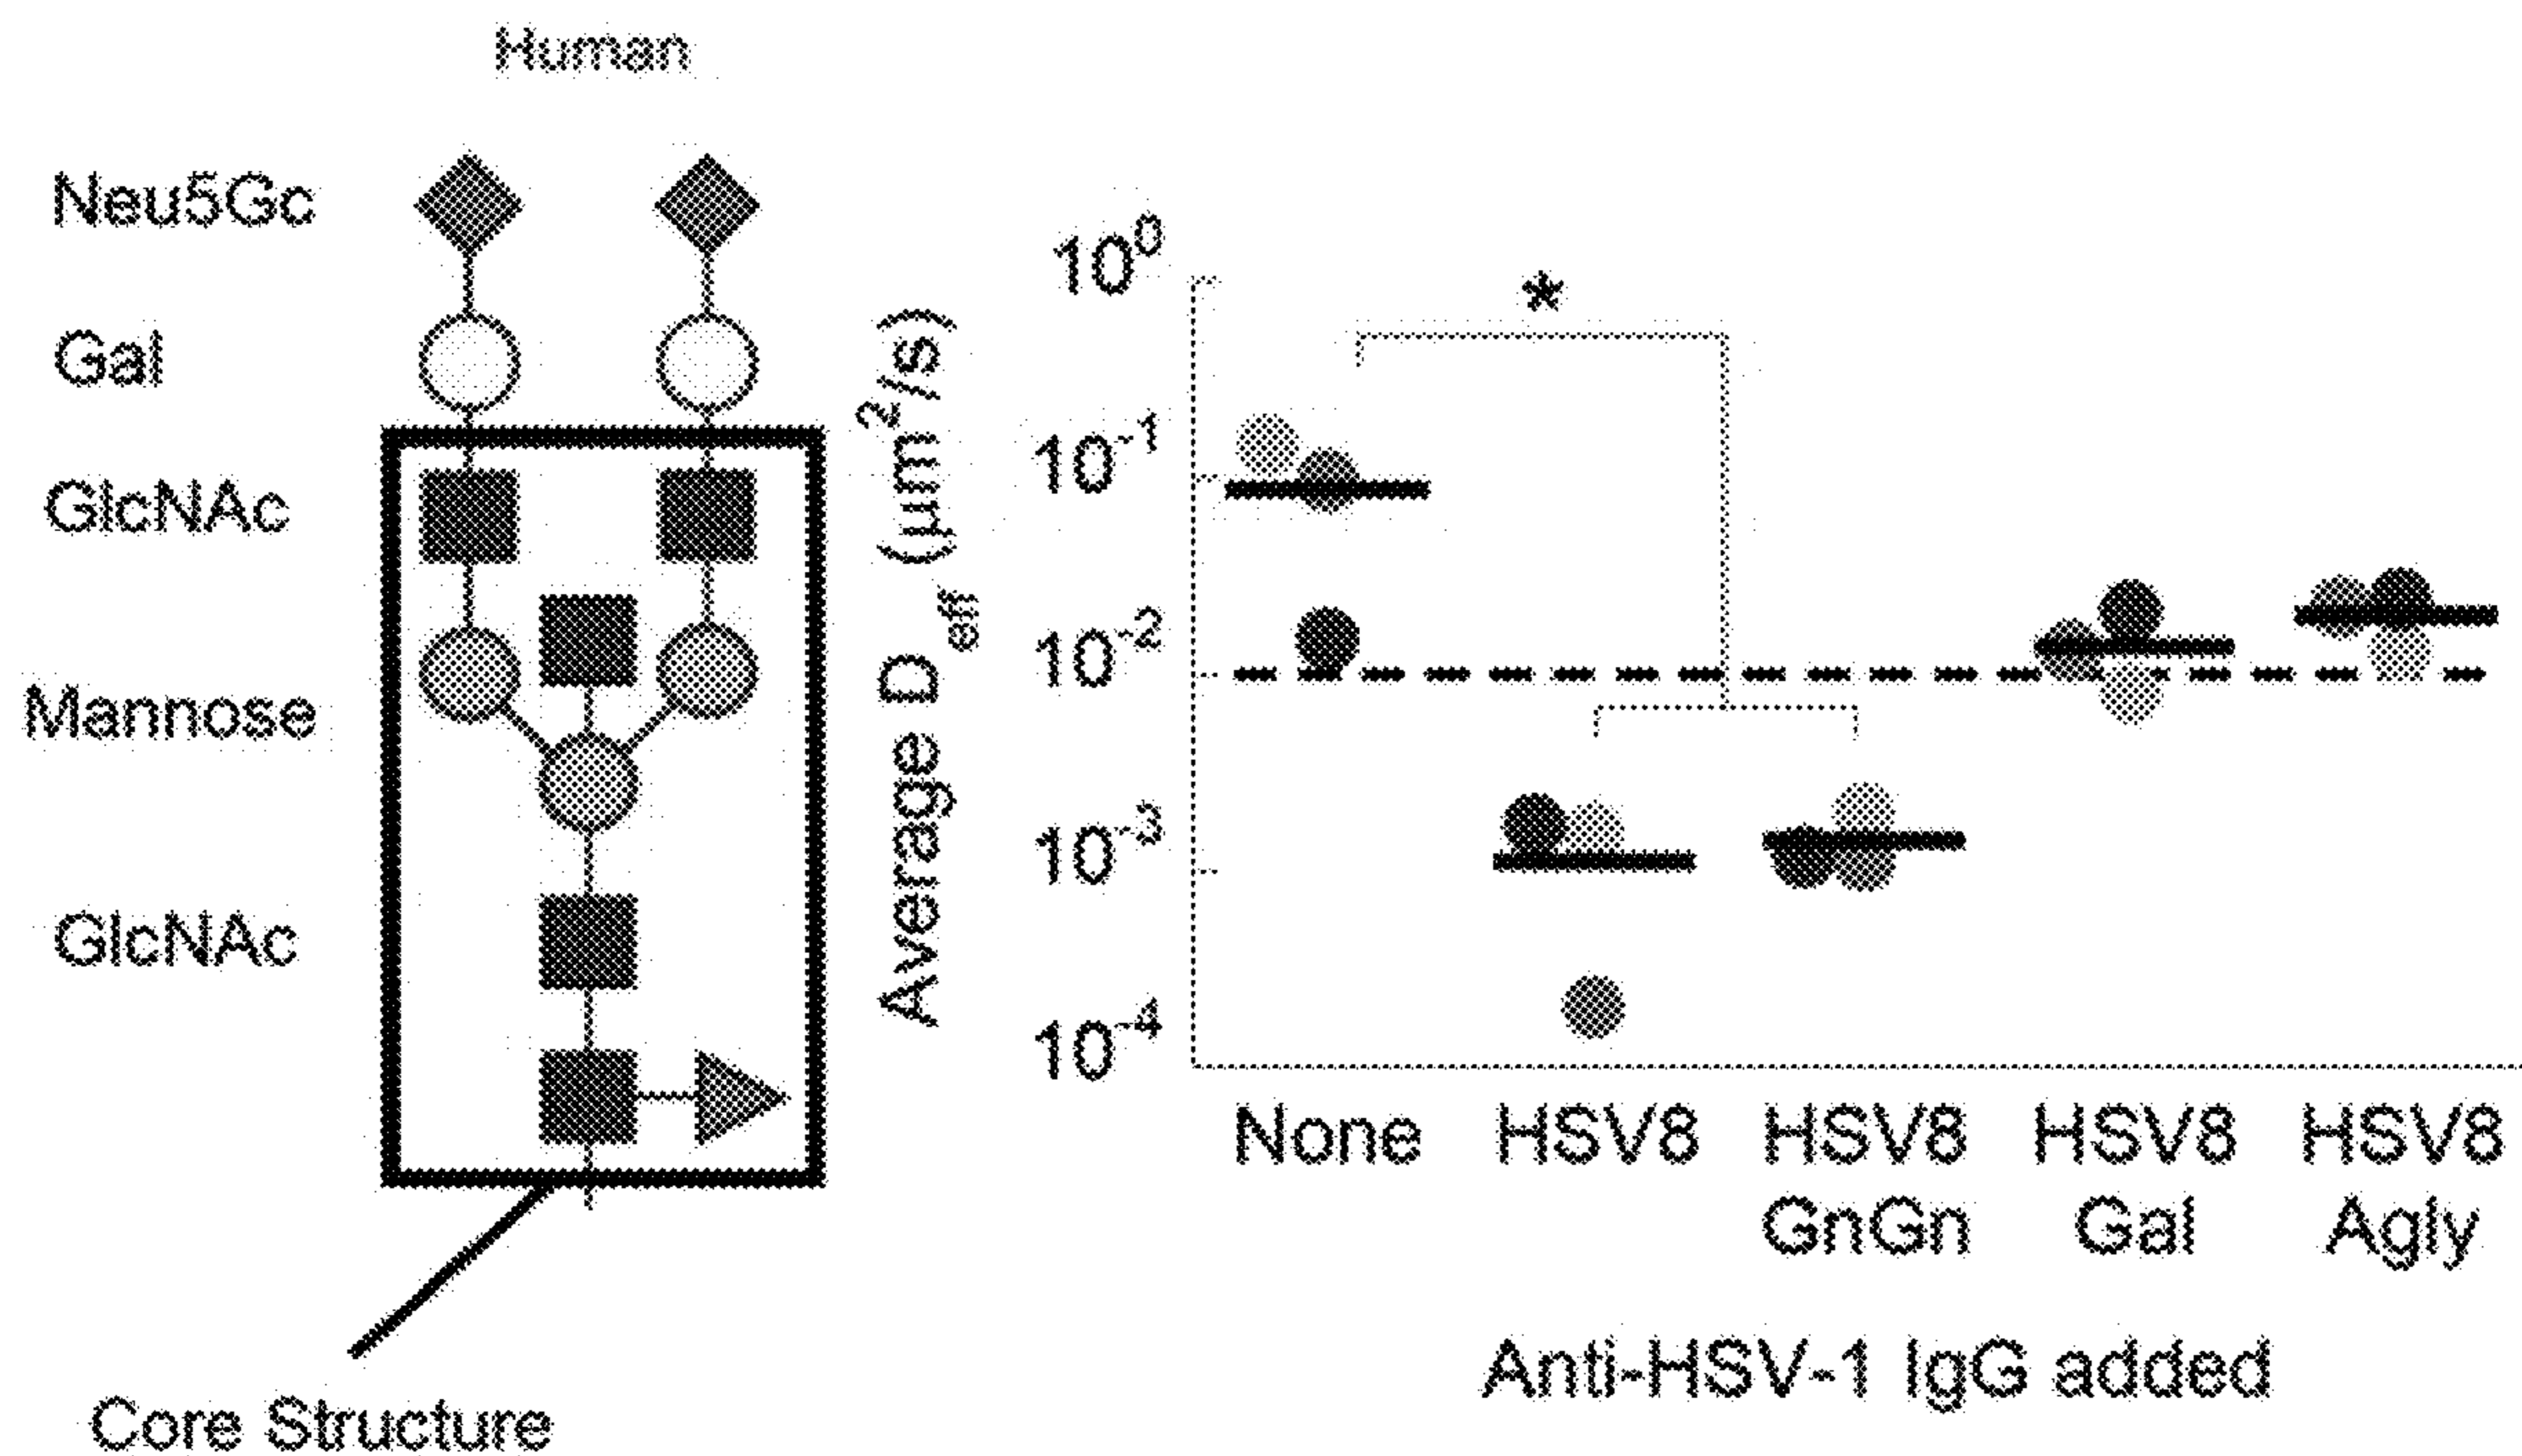 Human
Neu5Gc
Gal
GlcNAc
Mannose
GlcNAc
Core Structure
Average D_eff (µm²/s)
10⁰
*
10⁻¹
10⁻²
10⁻³
10⁻⁴
None HSV8 HSV8 HSV8 HSV8
GnGn Gal Agly
Anti-HSV-1 IgG added